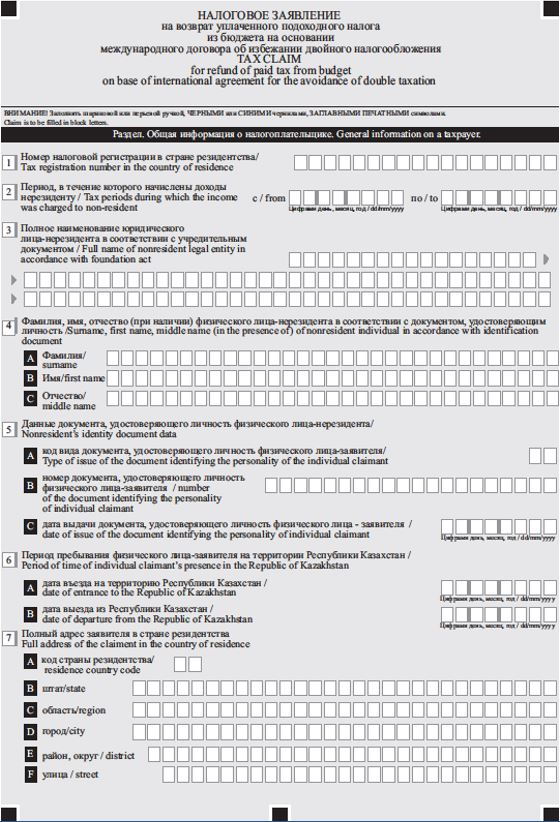 НАЛОГОВОЕ ЗАЯВЛЕНИЕ
на возврат уплаченного подоходного налога
из бюджета на основании
международного договора об избежании двойного налогообложения
TAX CLAIM
for refund of paid tax from budget
on base of international agreement for the avoidance of double taxation
ВНИМАНИЕ! Заполнять шариковой или перьевой ручкой, ЧЕРНЫМИ или СИНИМИ чернилами, ЗАГЛАВНЫМИ ПЕЧАТНЫМИ символами.
Claim is to be filled in block letters.
Раздел. Общая информация о налогоплательщике. General information on a taxpayer.
1 Номер налоговой регистрации в стране резидентства/
Tax registration number in the country of residence
2 Период, в течение которого начислены доходы
нерезиденту / Tax periods during which the income
was charged to non-resident
с / from по / to
Цифрами день, месяц, год / dd/mm/yyyy Цифрами день, месяц, год / dd/mm/yyyy
3 Полное наименование юридического
лица-нерезидента в соответствии с учредительным
документом / Full name of nonresident legal entity in
accordance with foundation act
4 Фамилия, имя, отчество (при наличии) физического лица-нерезидента в соответствии с документом, удостоверяющим
личность /Surname, first name, middle name (in the presence of) of nonresident individual in accordance with identification
document
A Фамилия/
surname
B Имя/first name
C Отчество/
middle name
5 Данные документа, удостоверяющего личность физического лица-нерезидента/
Nonresident's identity document data
A код вида документа, удостоверяющего личность физического лица-заявителя/
Type of issue of the document identifying the personality of the individual claimant
B номер документа, удостоверяющего личность
физического лица-заявителя / number
of the document identifying the personality
of individual claimant
C дата выдачи документа, удостоверяющего личность физического лица - заявителя /
date of issue of the document identifying the personality of individual claimant
Цифрами день, месяц, год / dd/mm/yyyy
6 Период пребывания физического лица-заявителя на территории Республики Казахстан /
Period of time of individual claimant's presence in the Republic of Kazakhstan
A дата въезда на территорию Республики Казахстан /
date of entrance to the Republic of Kazakhstan
Цифрами день, месяц, год / dd/mm/yyyy
B дата выезда из Республики Казахстан /
date of departure from the Republic of Kazakhstan
Цифрами день, месяц, год / dd/mm/yyyy
7 Полный адрес заявителя в стране резидентства
Full address of the claiment in the country of residence
A код страны резидентства/
residence country code
B штат/state
C область/region
D город/city
E район, округ / district
F улица / street